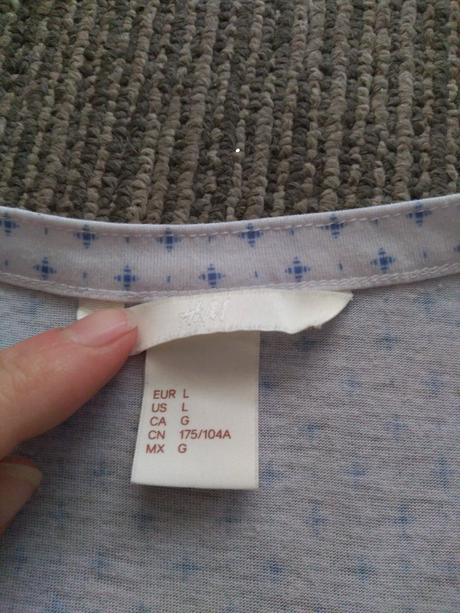 H&M
EUR L
US L
CA G
CN 175/104A
MX G